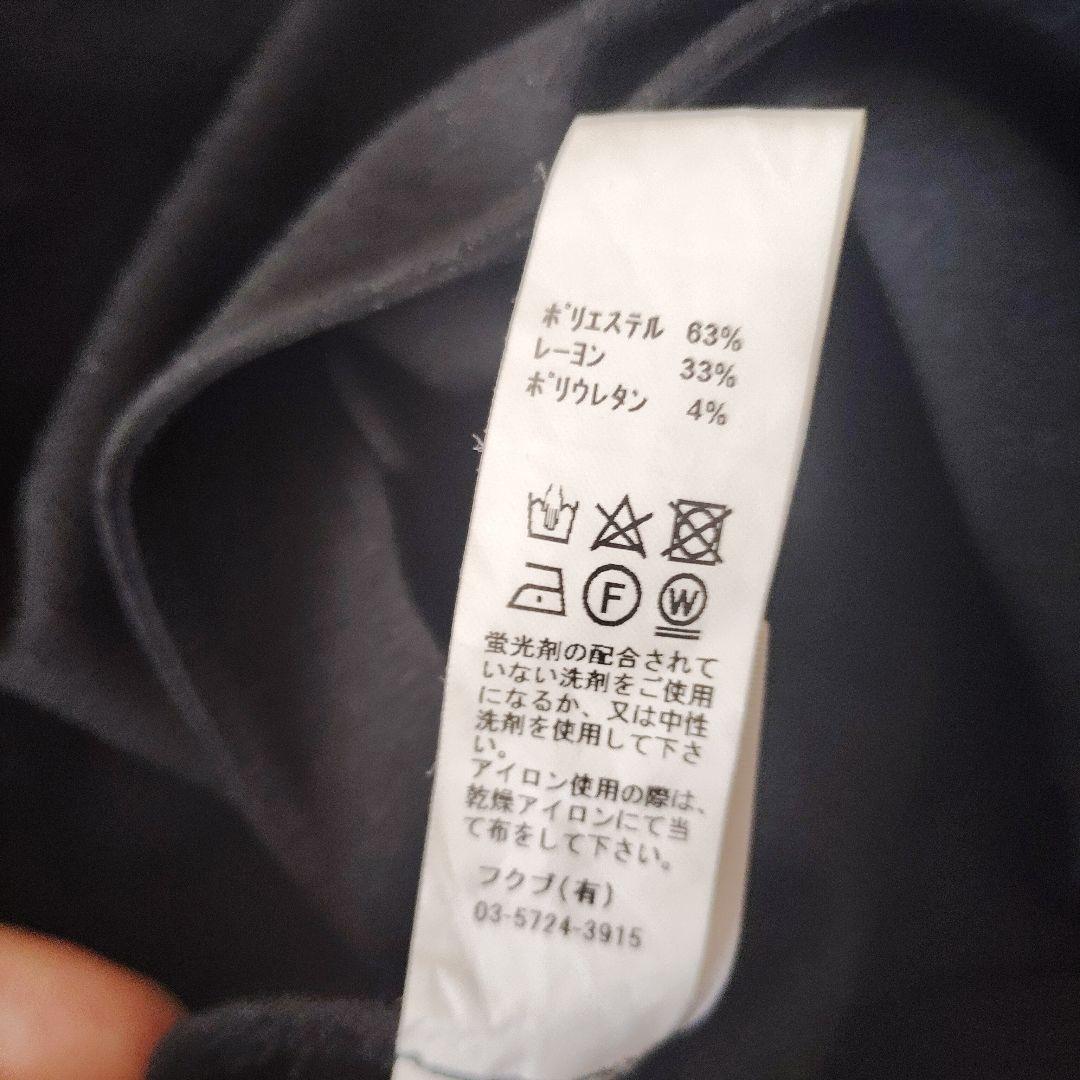 ﾎﾟﾘｴｽﾃﾙ 63%
レーヨン 33%
ﾎﾟﾘｳﾚﾀﾝ 4%
F W
蛍光剤の配合されて
いない洗剤をご使用
になるか、又は中性
洗剤を使用して下さ
い。
アイロン使用の際は、
乾燥アイロンにて当
て布をして下さい。
フクブ(有)
03-5724-3915